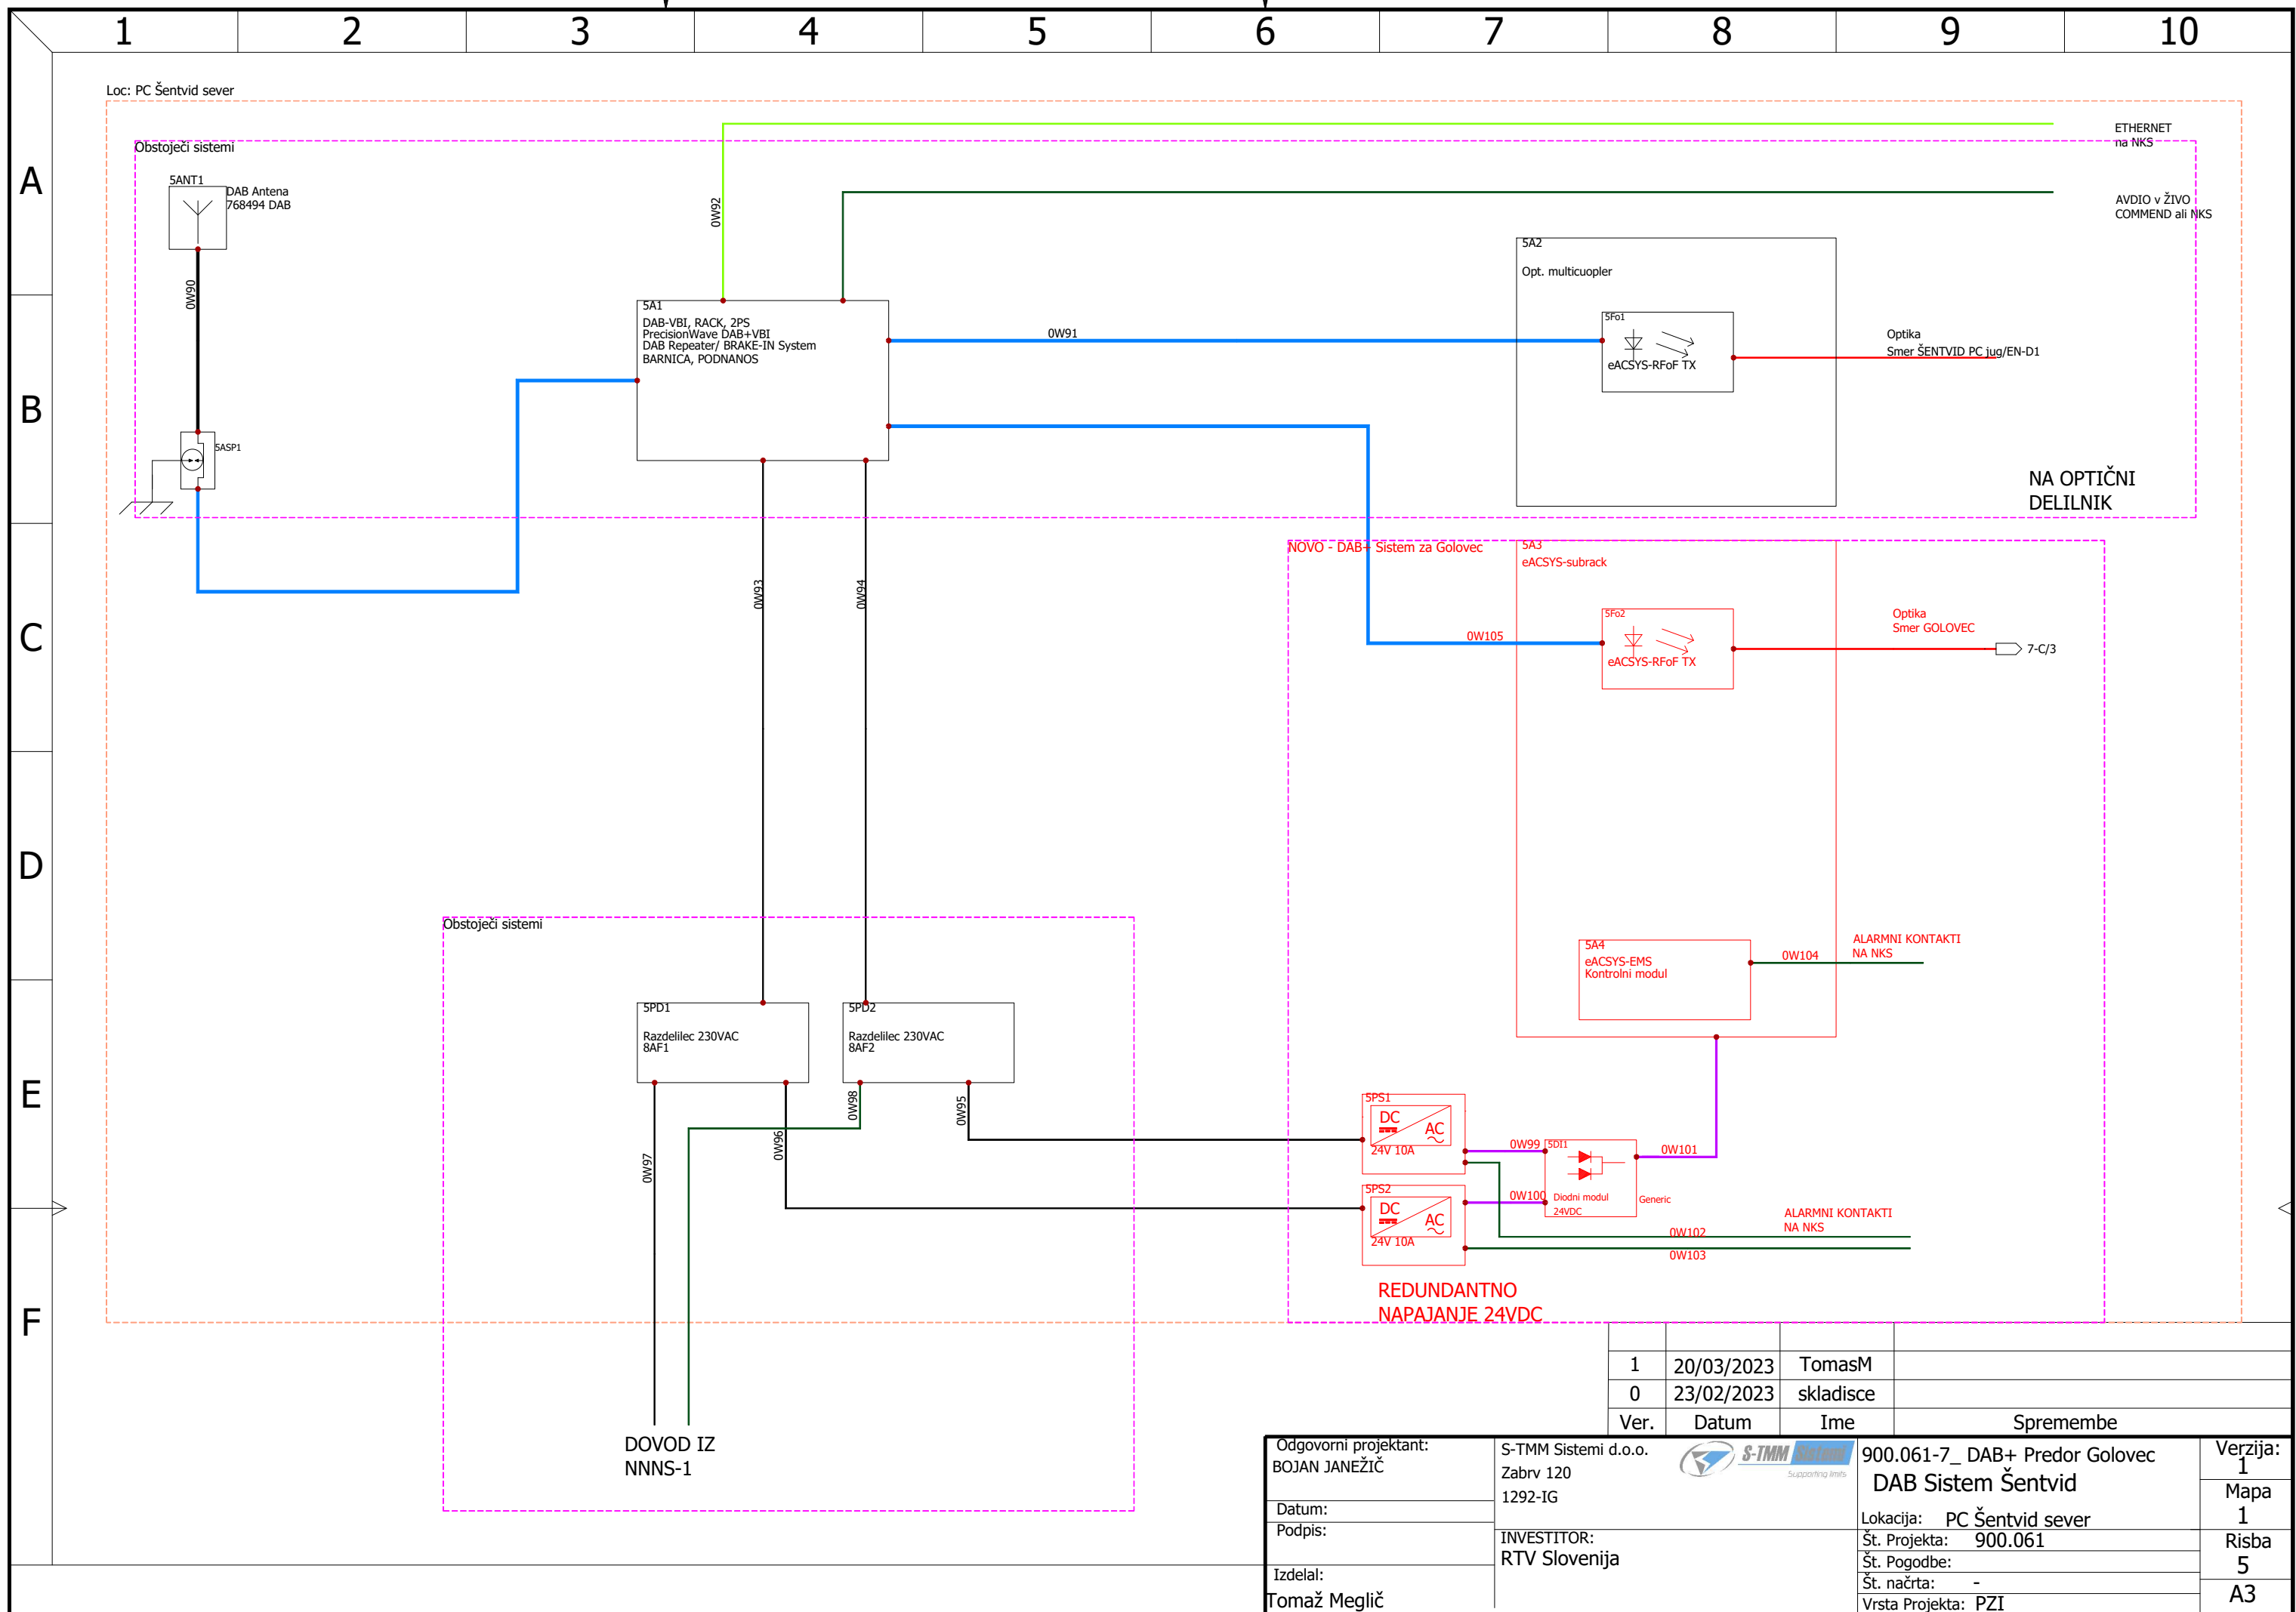 1 2 3 4 5 6 7 8 9 10
A
B
C
D
E
F
Loc: PC Šentvid sever
Obstoječi sistemi
5ANT1
DAB Antena
768494 DAB
0W90
5ASP1
0W92
ETHERNET
na NKS
AVDIO v ŽIVO
COMMEND ali NKS
5A1
DAB-VBI, RACK, 2PS
PrecisionWave DAB+VBI
DAB Repeater/ BRAKE-IN System
BARNICA, PODNANOS
0W91
5A2
Opt. multicuopler
5Fo1
eACSYS-RFoF TX
Optika
Smer ŠENTVID PC jug/EN-D1
NA OPTIČNI
DELILNIK
NOVO - DAB+ Sistem za Golovec
5A3
eACSYS-subrack
5Fo2
eACSYS-RFoF TX
0W105
Optika
Smer GOLOVEC
7-C/3
0W93
0W94
Obstoječi sistemi
5PD1
Razdelilec 230VAC
8AF1
5PD2
Razdelilec 230VAC
8AF2
0W97
0W96
0W98
0W95
DOVOD IZ
NNNS-1
5A4
eACSYS-EMS
Kontrolni modul
0W104
ALARMNI KONTAKTI
NA NKS
5PS1
DC
AC
24V 10A
5PS2
DC
AC
24V 10A
0W99
0W100
5DI1
Diodni modul
24VDC
Generic
0W101
ALARMNI KONTAKTI
NA NKS
0W102
0W103
REDUNDANTNO
NAPAJANJE 24VDC
1 20/03/2023 TomasM
0 23/02/2023 skladisce
Ver. Datum Ime Spremembe
Odgovorni projektant:
BOJAN JANEŽIČ
Datum:
Podpis:
Izdelal:
Tomaž Meglič
S-TMM Sistemi d.o.o.
Zabrv 120
1292-IG
S-TMM Sistemi
Supporting limits
INVESTITOR:
RTV Slovenija
900.061-7_ DAB+ Predor Golovec
DAB Sistem Šentvid
Lokacija: PC Šentvid sever
Št. Projekta: 900.061
Št. Pogodbe:
Št. načrta: -
Vrsta Projekta: PZI
Verzija:
1
Mapa
1
Risba
5
A3